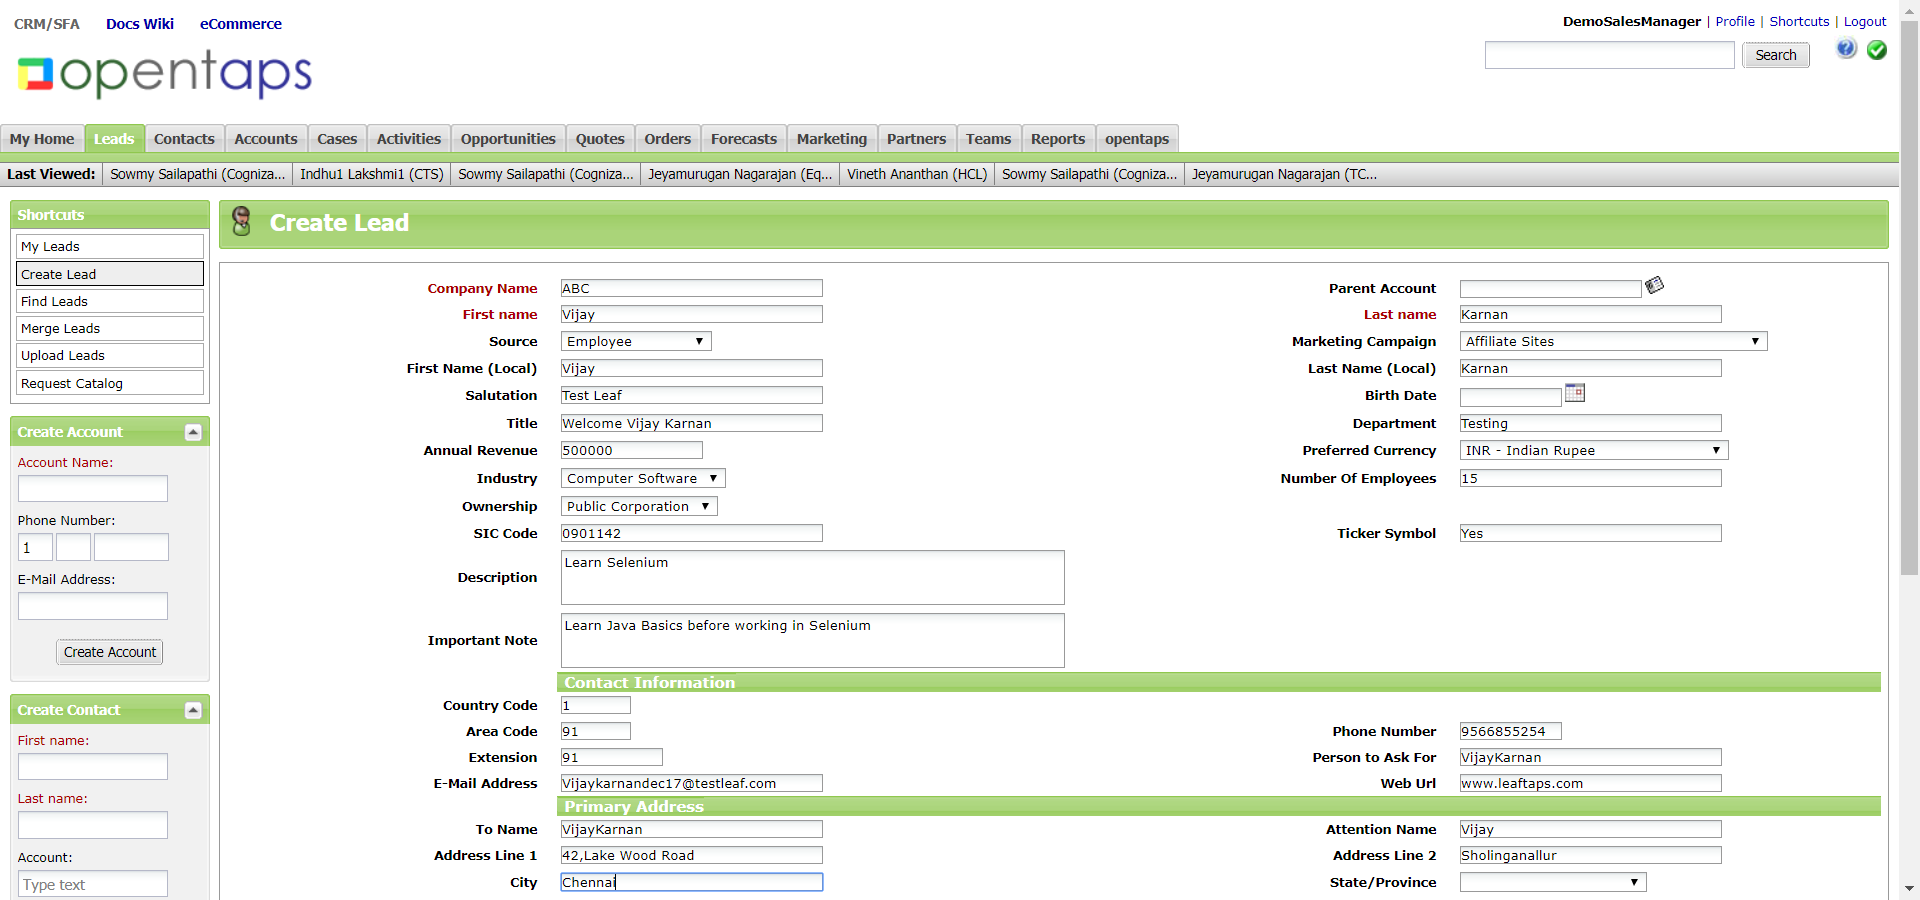 CRM/SFA Docs Wiki eCommerce
DemoSalesManager | Profile | Shortcuts | Logout
opentaps
Search
My Home Leads Contacts Accounts Cases Activities Opportunities Quotes Orders Forecasts Marketing Partners Teams Reports opentaps
Last Viewed: Sowmy Sailapathi (Cogniza... Indhu1 Lakshmi1 (CTS) Sowmy Sailapathi (Cogniza... Jeyamurugan Nagarajan (Eq... Vineth Ananthan (HCL) Sowmy Sailapathi (Cogniza... Jeyamurugan Nagarajan (TC...
Shortcuts
My Leads
Create Lead
Find Leads
Merge Leads
Upload Leads
Request Catalog
Create Account
Account Name:
Phone Number:
1
E-Mail Address:
Create Account
Create Contact
First name:
Last name:
Account:
Type text
Create Lead
Company Name ABC Parent Account
First name Vijay Last name Karnan
Source Employee Marketing Campaign Affiliate Sites
First Name (Local) Vijay Last Name (Local) Karnan
Salutation Test Leaf Birth Date
Title Welcome Vijay Karnan Department Testing
Annual Revenue 500000 Preferred Currency INR - Indian Rupee
Industry Computer Software Number Of Employees 15
Ownership Public Corporation
SIC Code 0901142 Ticker Symbol Yes
Description Learn Selenium
Important Note Learn Java Basics before working in Selenium
Contact Information
Country Code 1
Area Code 91 Phone Number 9566855254
Extension 91 Person to Ask For VijayKarnan
E-Mail Address Vijaykarnandec17@testleaf.com Web Url www.leaftaps.com
Primary Address
To Name VijayKarnan Attention Name Vijay
Address Line 1 42,Lake Wood Road Address Line 2 Sholinganallur
City Chennai State/Province